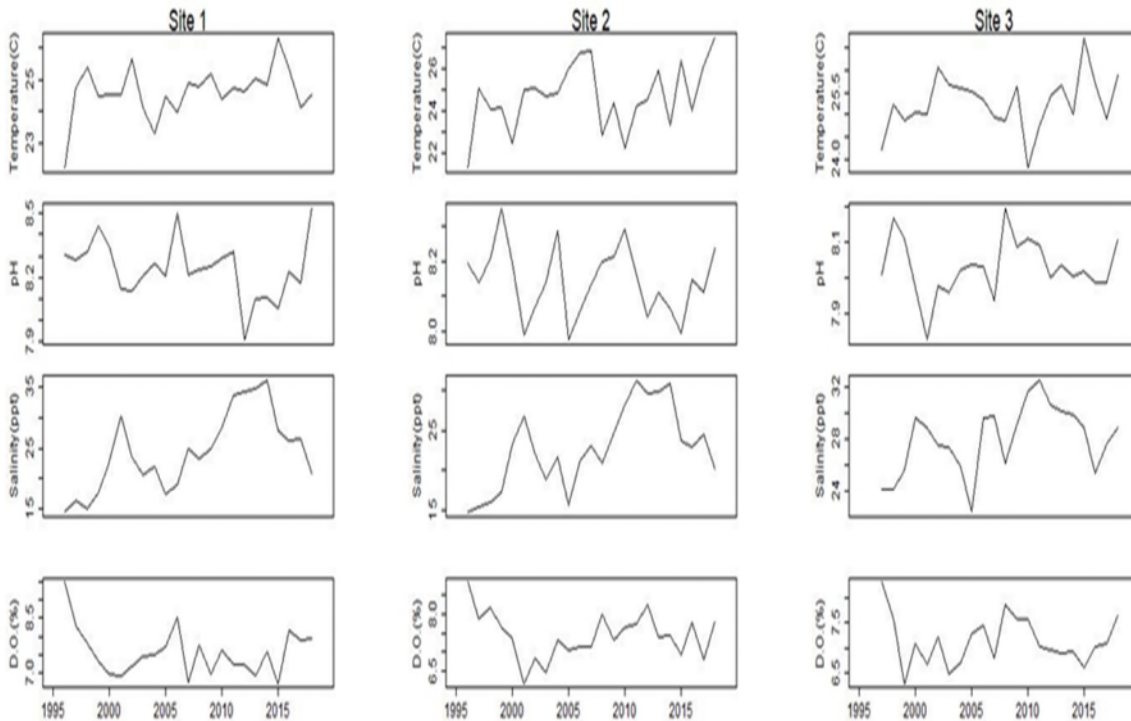 Site 1
Site 2
Site 3
Temperature(C)
23
25
Temperature(C)
22
24
26
Temperature(C)
24.0
25.5
pH
7.9
8.2
8.5
pH
8.0
8.2
pH
7.9
8.1
Salinity(ppt)
15
25
35
Salinity(ppt)
15
25
Salinity(ppt)
24
28
32
D.O.(%)
7.0
8.5
D.O.(%)
6.5
8.0
D.O.(%)
6.5
7.5
1995
2000
2005
2010
2015
1995
2000
2005
2010
2015
1995
2000
2005
2010
2015